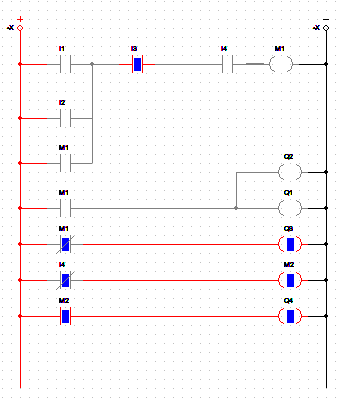 + −
-X -X
I1 I3 I4 M1
I2
M1
Q2
M1 Q1
M1 Q3
I4 M2
M2 Q4